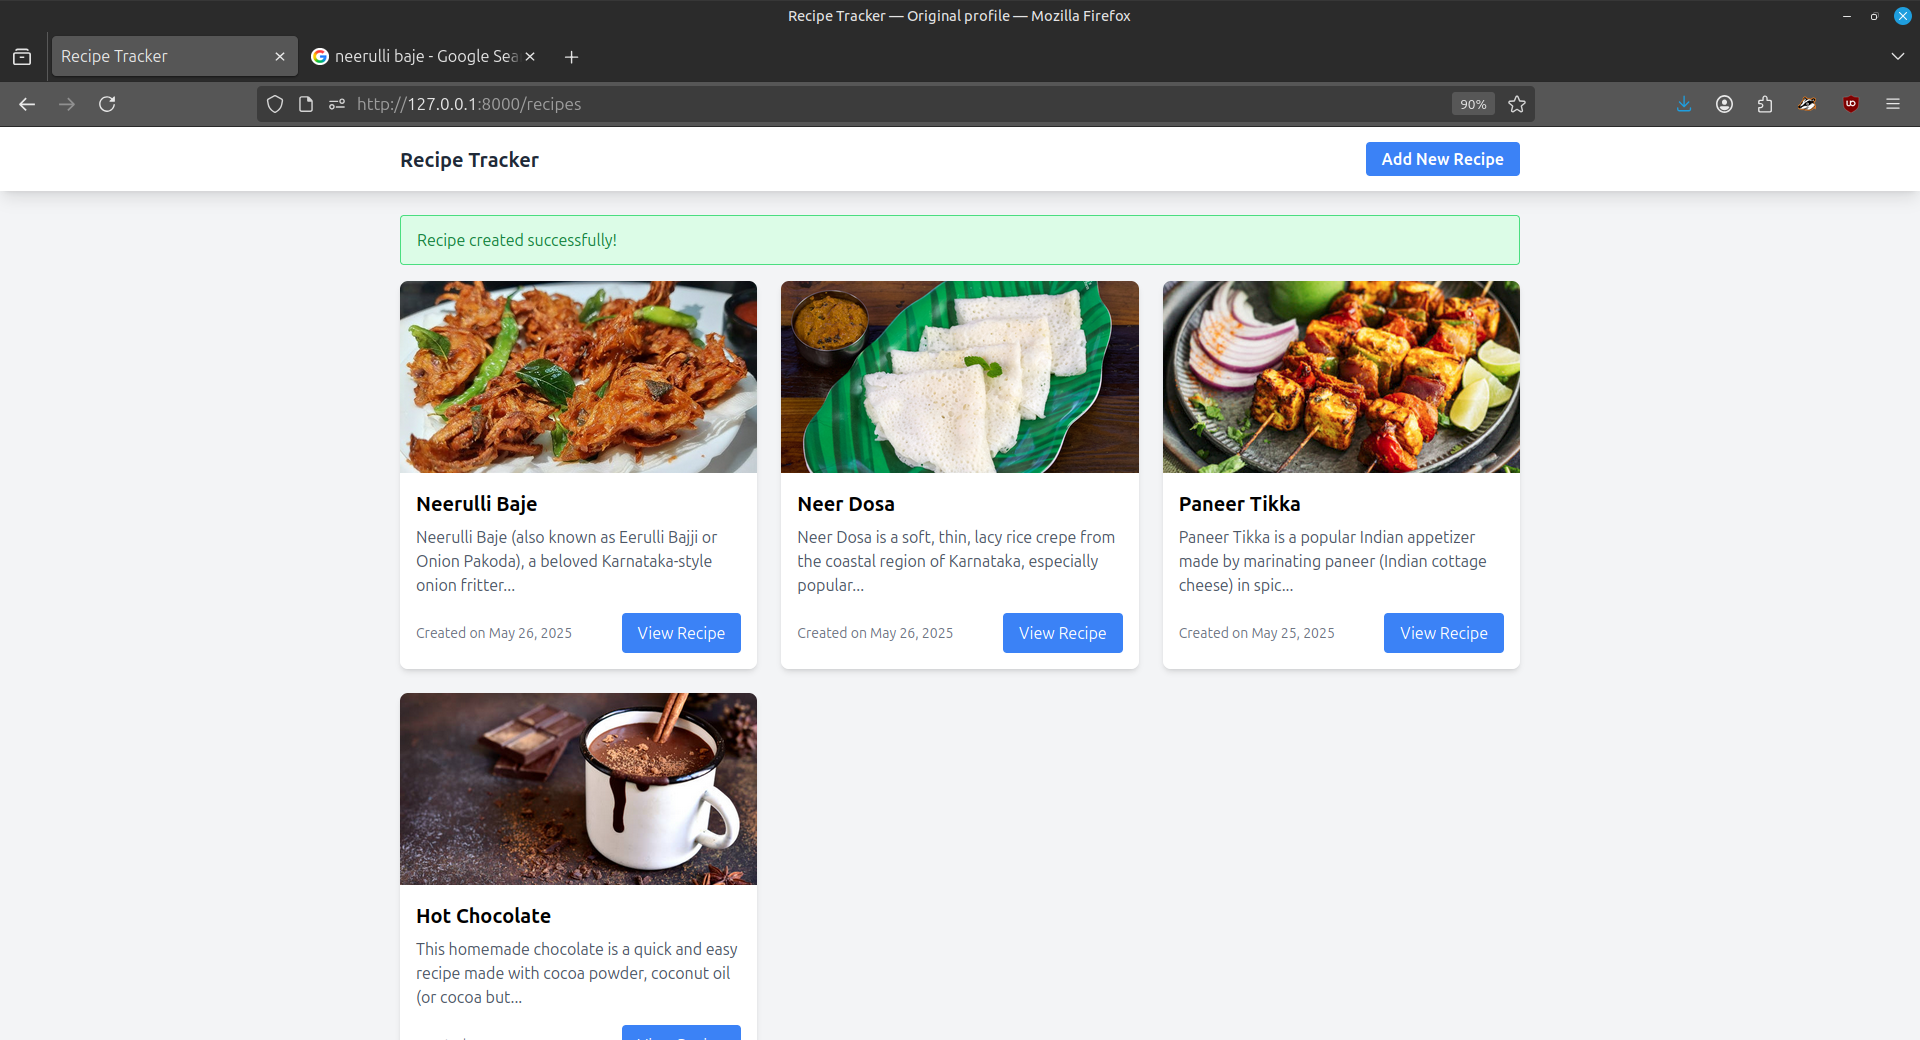 Recipe Tracker — Original profile — Mozilla Firefox
Recipe Tracker
neerulli baje - Google Sea
http://127.0.0.1:8000/recipes
90%
Recipe Tracker
Add New Recipe
Recipe created successfully!
Neerulli Baje
Neerulli Baje (also known as Eerulli Bajji or
Onion Pakoda), a beloved Karnataka-style
onion fritter...
Created on May 26, 2025
View Recipe
Neer Dosa
Neer Dosa is a soft, thin, lacy rice crepe from
the coastal region of Karnataka, especially
popular...
Created on May 26, 2025
View Recipe
Paneer Tikka
Paneer Tikka is a popular Indian appetizer
made by marinating paneer (Indian cottage
cheese) in spic...
Created on May 25, 2025
View Recipe
Hot Chocolate
This homemade chocolate is a quick and easy
recipe made with cocoa powder, coconut oil
(or cocoa but...